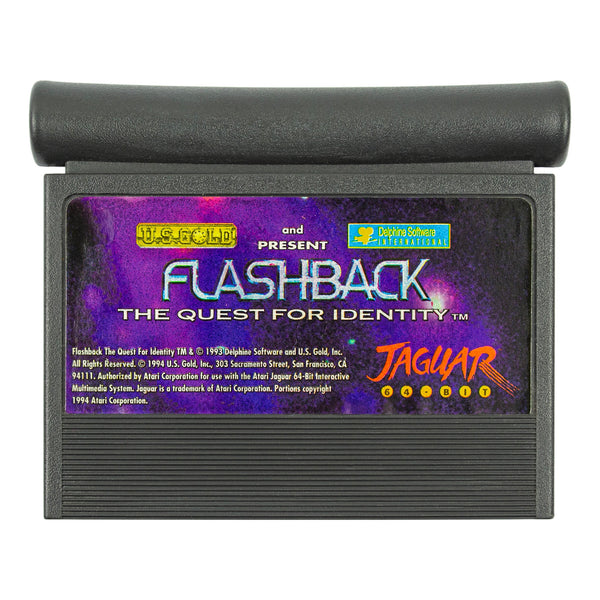 U.S. GOLD and Delphine Software
PRESENT INTERNATIONAL
FLASHBACK
THE QUEST FOR IDENTITY TM
Flashback The Quest For Identity TM & © 1993 Delphine Software and U.S. Gold, Inc.
All Rights Reserved. © 1994 U.S. Gold, Inc., 303 Sacramento Street, San Francisco, CA
94111. Authorized by Atari Corporation for use with the Atari Jaguar 64-Bit Interactive
Multimedia System. Jaguar is a trademark of Atari Corporation. Portions copyright
1994 Atari Corporation.
JAGUAR
64-BIT